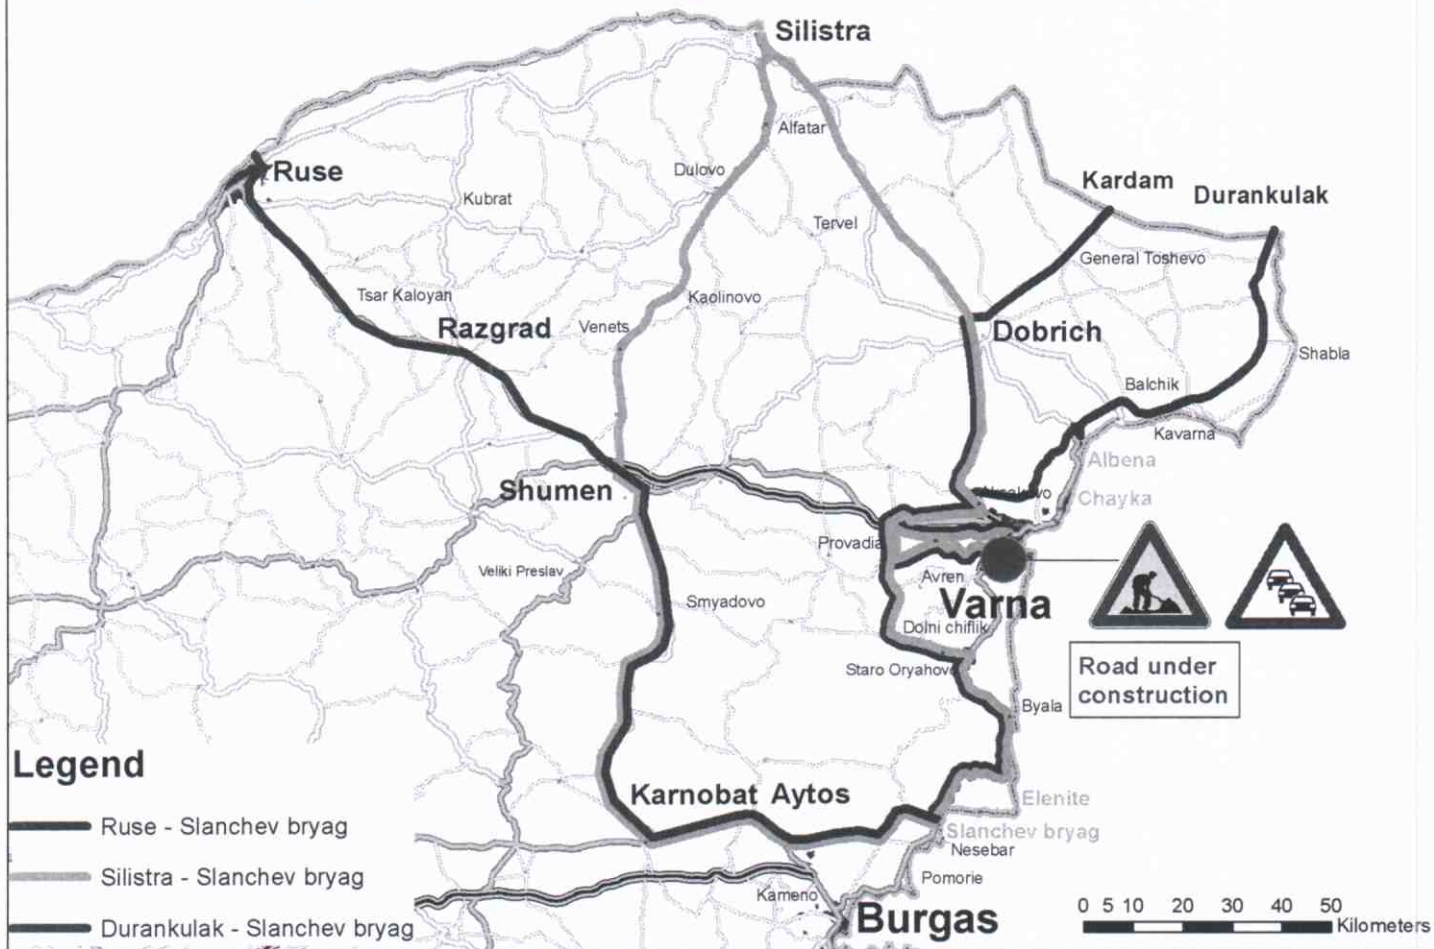 Silistra
Alfatar
Ruse
Dulovo
Kardam
Durankulak
Kubrat
Tervel
General Toshevo
Tsar Kaloyan
Kaolinovo
Razgrad
Venets
Dobrich
Shabla
Balchik
Kavarna
Albena
Shumen
Chayka
Provadia
Veliki Preslav
Avren
Smyadovo
Varna
Dolni chiflik
Staro Oryahovo
Road under
construction
Byala
Legend
Karnobat
Aytos
Elenite
Ruse - Slanchev bryag
Slanchev bryag
Nesebar
Silistra - Slanchev bryag
Pomorie
Kameno
Burgas
0 5 10 20 30 40 50
Kilometers
Durankulak - Slanchev bryag